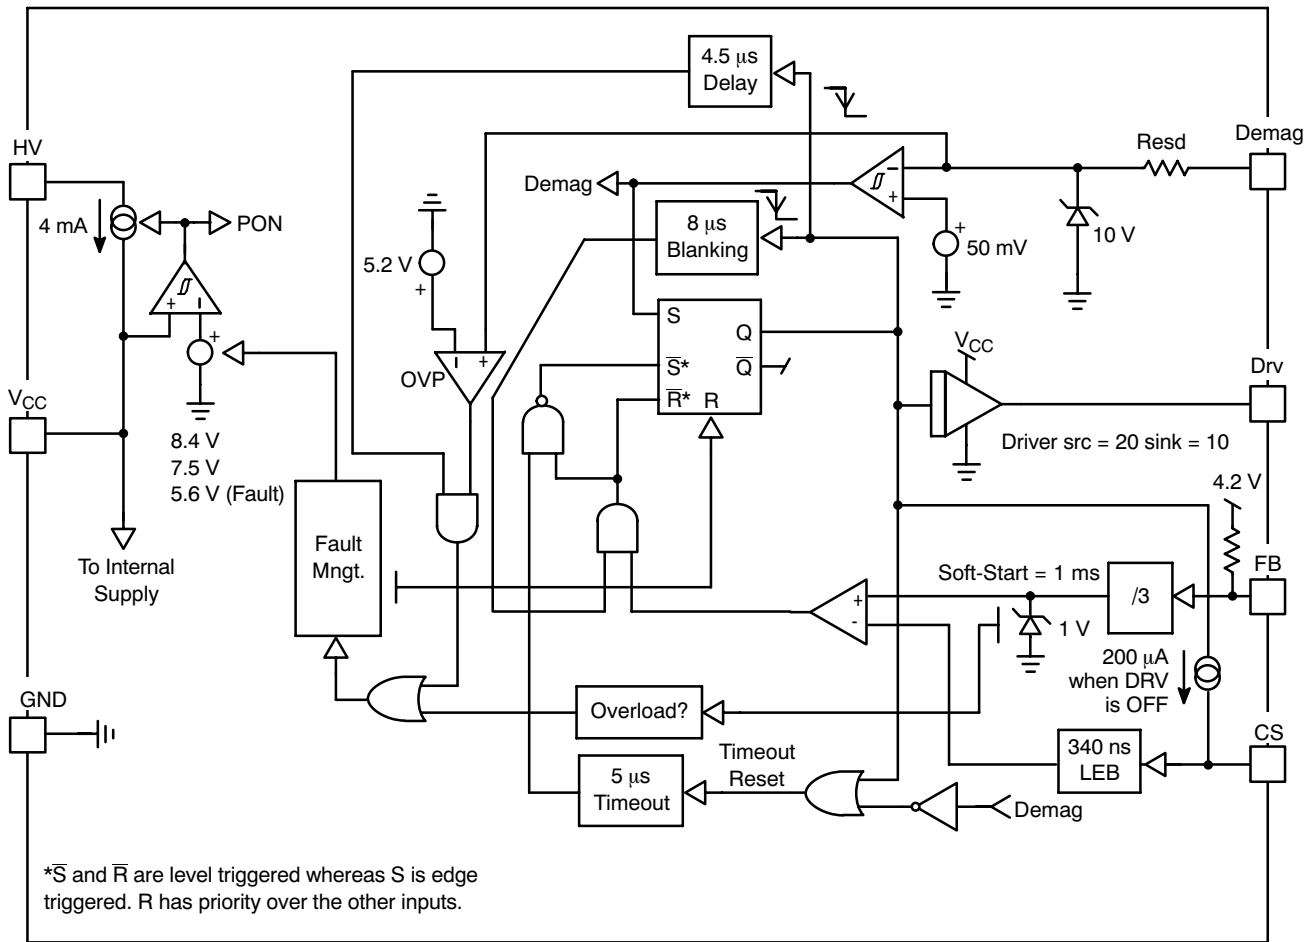 4.5 μs
Delay
HV
Demag
Resd
Demag
4 mA
PON
8 μs
Blanking
+
50 mV
10 V
5.2 V
+
S
Q
S̅*
Q̅
R̅* R
+ −
+
− +
OVP
− +
VCC
VCC
Drv
8.4 V
7.5 V
5.6 V (Fault)
Driver src = 20 sink = 10
4.2 V
To Internal
Supply
Fault
Mngt.
Soft-Start = 1 ms
FB
+
-
/3
1 V
200 μA
when DRV
is OFF
GND
Overload?
CS
340 ns
LEB
Timeout
Reset
5 μs
Timeout
Demag
*S̅ and R̅ are level triggered whereas S is edge
triggered. R has priority over the other inputs.